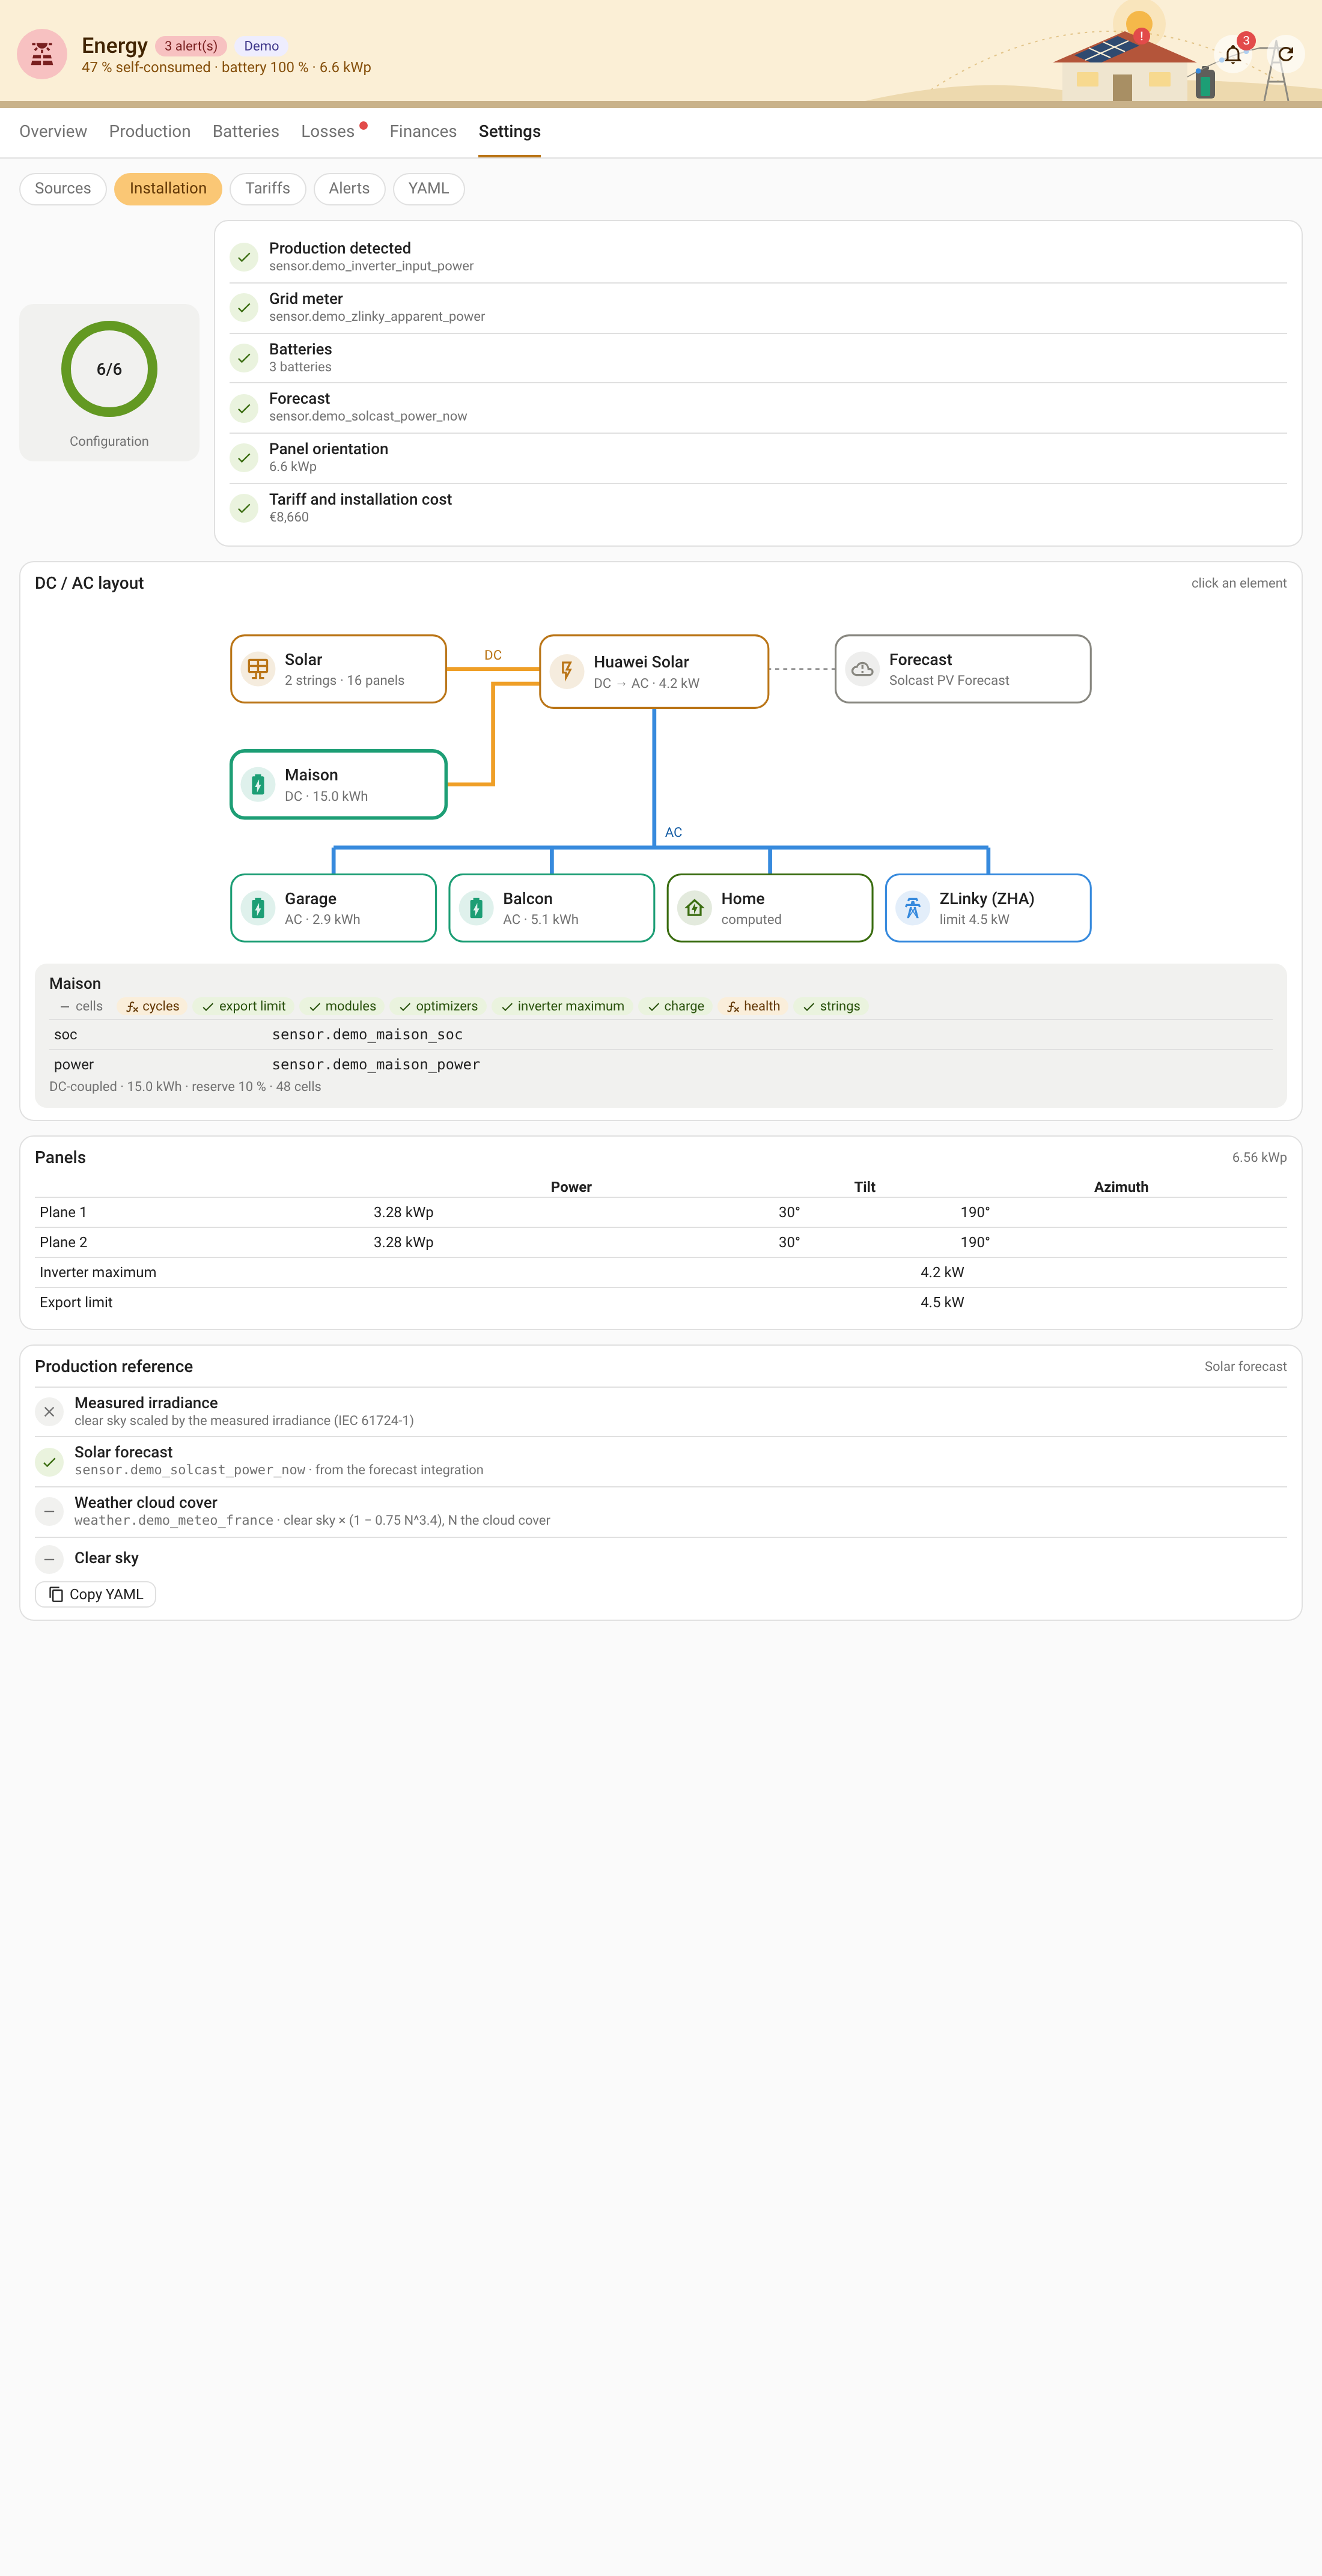 Energy 3 alert(s) Demo
47 % self-consumed · battery 100 % · 6.6 kWp
!
3
Overview Production Batteries Losses Finances Settings
Sources Installation Tariffs Alerts YAML
6/6
Configuration
Production detected
sensor.demo_inverter_input_power
Grid meter
sensor.demo_zlinky_apparent_power
Batteries
3 batteries
Forecast
sensor.demo_solcast_power_now
Panel orientation
6.6 kWp
Tariff and installation cost
€8,660
DC / AC layout click an element
Solar
2 strings · 16 panels
DC
Huawei Solar
DC → AC · 4.2 kW
Forecast
Solcast PV Forecast
Maison
DC · 15.0 kWh
AC
Garage
AC · 2.9 kWh
Balcon
AC · 5.1 kWh
Home
computed
ZLinky (ZHA)
limit 4.5 kW
Maison
– cells cycles export limit modules optimizers inverter maximum charge health strings
soc sensor.demo_maison_soc
power sensor.demo_maison_power
DC-coupled · 15.0 kWh · reserve 10 % · 48 cells
Panels 6.56 kWp
Power Tilt Azimuth
Plane 1 3.28 kWp 30° 190°
Plane 2 3.28 kWp 30° 190°
Inverter maximum 4.2 kW
Export limit 4.5 kW
Production reference Solar forecast
Measured irradiance
clear sky scaled by the measured irradiance (IEC 61724-1)
Solar forecast
sensor.demo_solcast_power_now · from the forecast integration
Weather cloud cover
weather.demo_meteo_france · clear sky × (1 − 0.75 N^3.4), N the cloud cover
Clear sky
Copy YAML